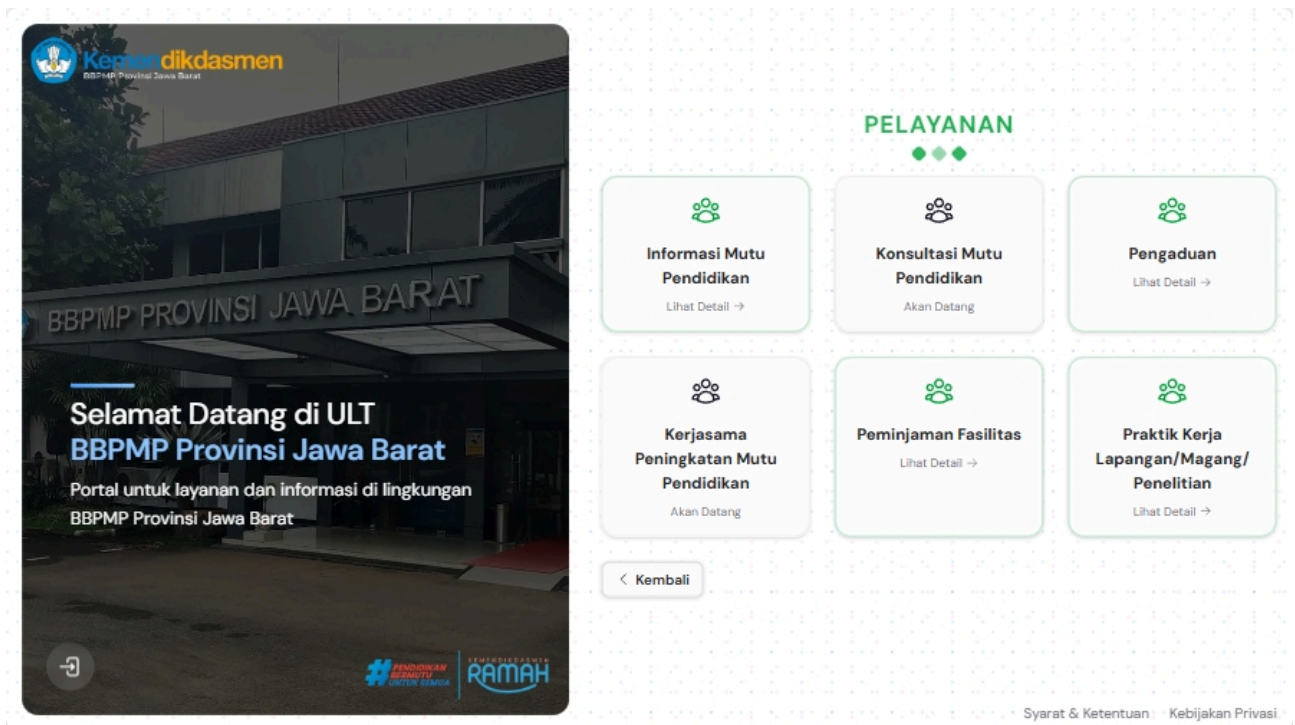 Kemendikdasmen
BBPMP Provinsi Jawa Barat
BBPMP PROVINSI JAWA BARAT
Selamat Datang di ULT
BBPMP Provinsi Jawa Barat
Portal untuk layanan dan informasi di lingkungan
BBPMP Provinsi Jawa Barat
#PENDIDIKAN
BERMUTU
UNTUK SEMUA
KEMENDIKDASMEN
RAMAH
PELAYANAN
Informasi Mutu
Pendidikan
Lihat Detail →
Konsultasi Mutu
Pendidikan
Akan Datang
Pengaduan
Lihat Detail →
Kerjasama
Peningkatan Mutu
Pendidikan
Akan Datang
Peminjaman Fasilitas
Lihat Detail →
Praktik Kerja
Lapangan/Magang/
Penelitian
Lihat Detail →
< Kembali
Syarat & Ketentuan
Kebijakan Privasi